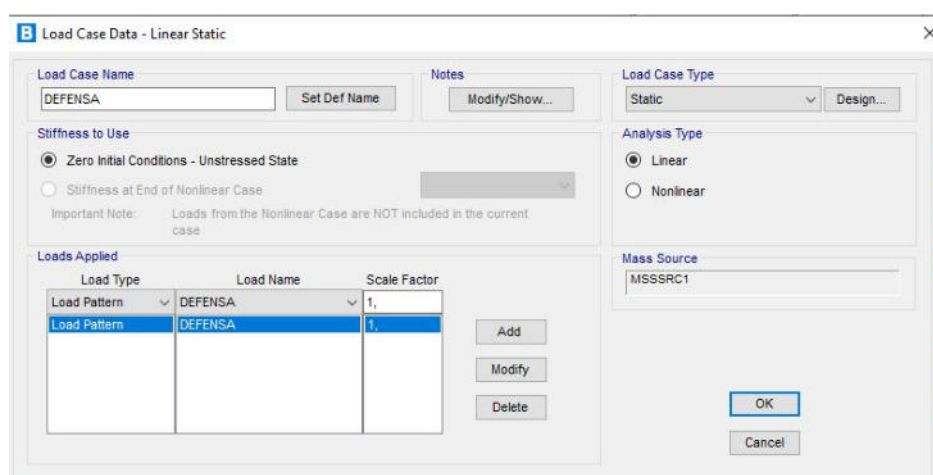 B Load Case Data - Linear Static
Load Case Name
DEFENSA
Set Def Name
Notes
Modify/Show...
Load Case Type
Static
Design...
Stiffness to Use
Zero Initial Conditions - Unstressed State
Stiffness at End of Nonlinear Case
Important Note: Loads from the Nonlinear Case are NOT included in the current
case
Analysis Type
Linear
Nonlinear
Loads Applied
Load Type Load Name Scale Factor
Load Pattern DEFENSA 1,
Load Pattern DEFENSA 1,
Add
Modify
Delete
Mass Source
MSSSRC1
OK
Cancel